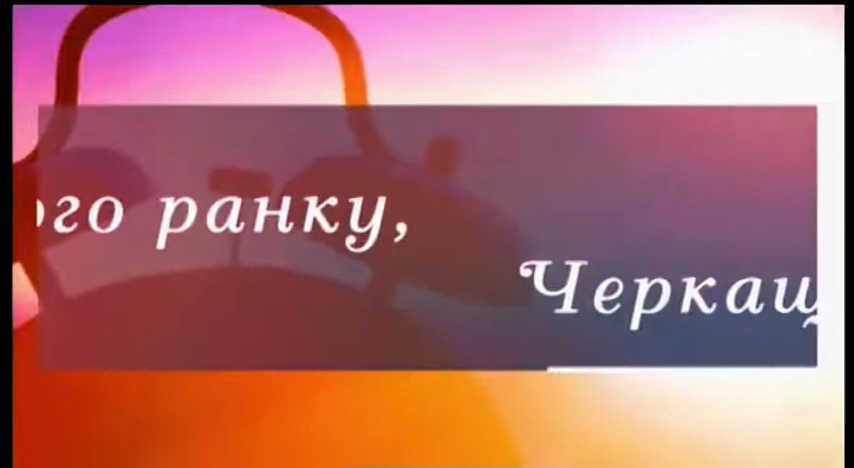 ого ранку,
Черкащ